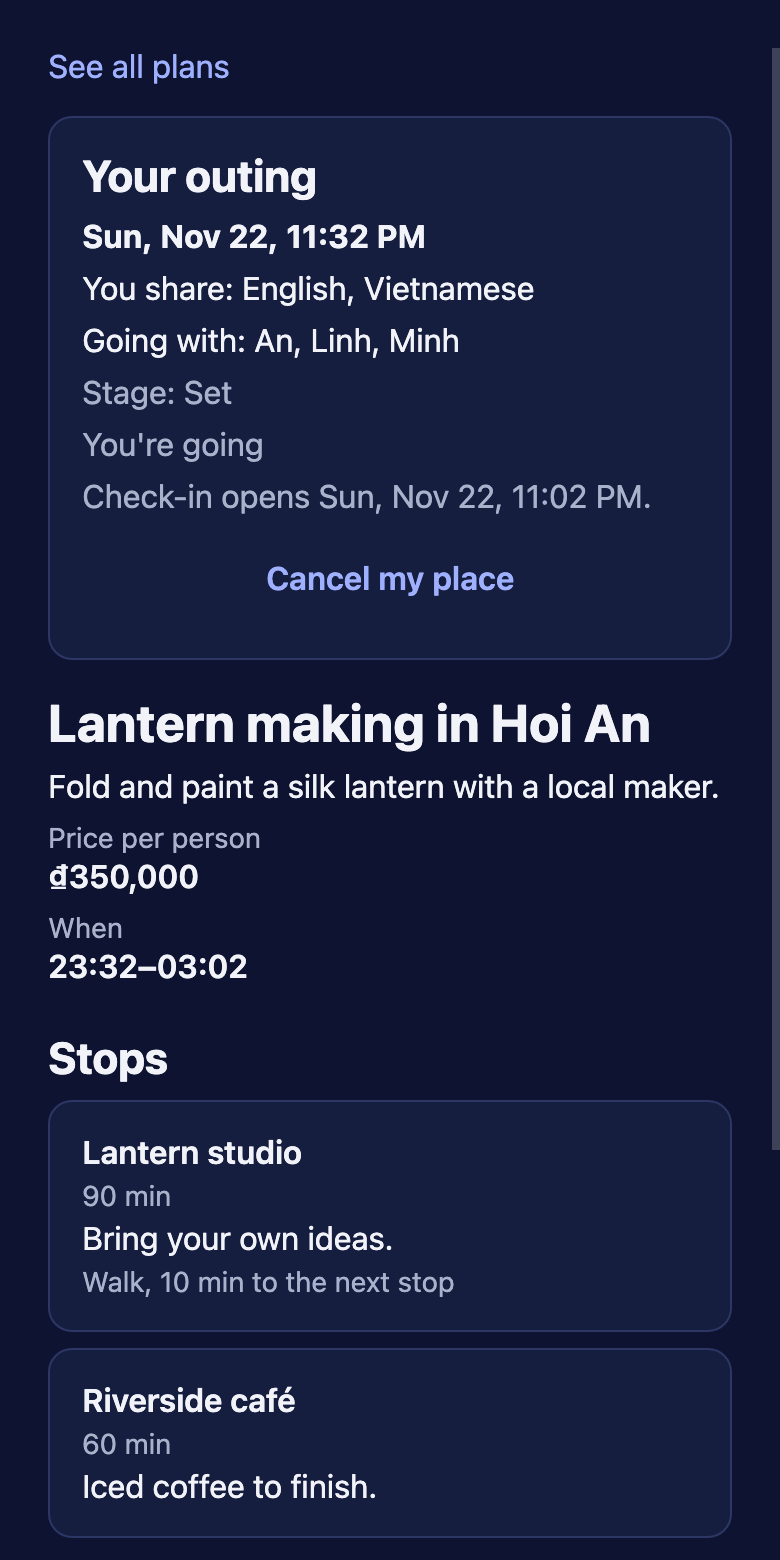 See all plans
Your outing
Sun, Nov 22, 11:32 PM
You share: English, Vietnamese
Going with: An, Linh, Minh
Stage: Set
You're going
Check-in opens Sun, Nov 22, 11:02 PM.
Cancel my place
Lantern making in Hoi An
Fold and paint a silk lantern with a local maker.
Price per person
₫350,000
When
23:32–03:02
Stops
Lantern studio
90 min
Bring your own ideas.
Walk, 10 min to the next stop
Riverside café
60 min
Iced coffee to finish.